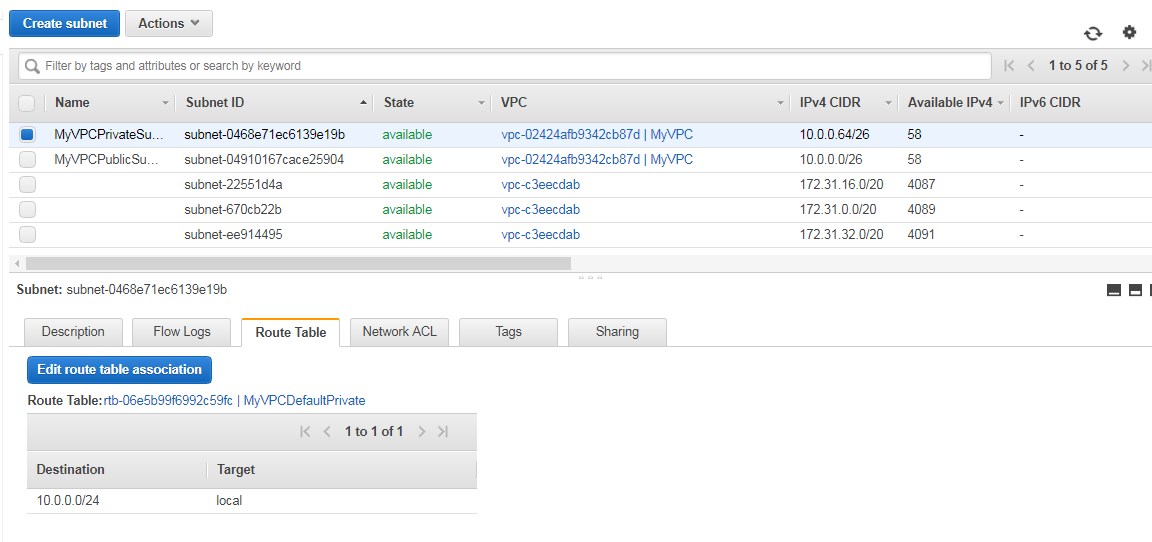 Create subnet Actions
Filter by tags and attributes or search by keyword 1 to 5 of 5
Name Subnet ID State VPC IPv4 CIDR Available IPv4 IPv6 CIDR
MyVPCPrivateSu... subnet-0468e71ec6139e19b available vpc-02424afb9342cb87d | MyVPC 10.0.0.64/26 58 -
MyVPCPublicSu... subnet-04910167cace25904 available vpc-02424afb9342cb87d | MyVPC 10.0.0.0/26 58 -
subnet-22551d4a available vpc-c3eecdab 172.31.16.0/20 4087 -
subnet-670cb22b available vpc-c3eecdab 172.31.0.0/20 4089 -
subnet-ee914495 available vpc-c3eecdab 172.31.32.0/20 4091 -
Subnet: subnet-0468e71ec6139e19b
Description Flow Logs Route Table Network ACL Tags Sharing
Edit route table association
Route Table:rtb-06e5b99f6992c59fc | MyVPCDefaultPrivate
1 to 1 of 1
Destination Target
10.0.0.0/24 local